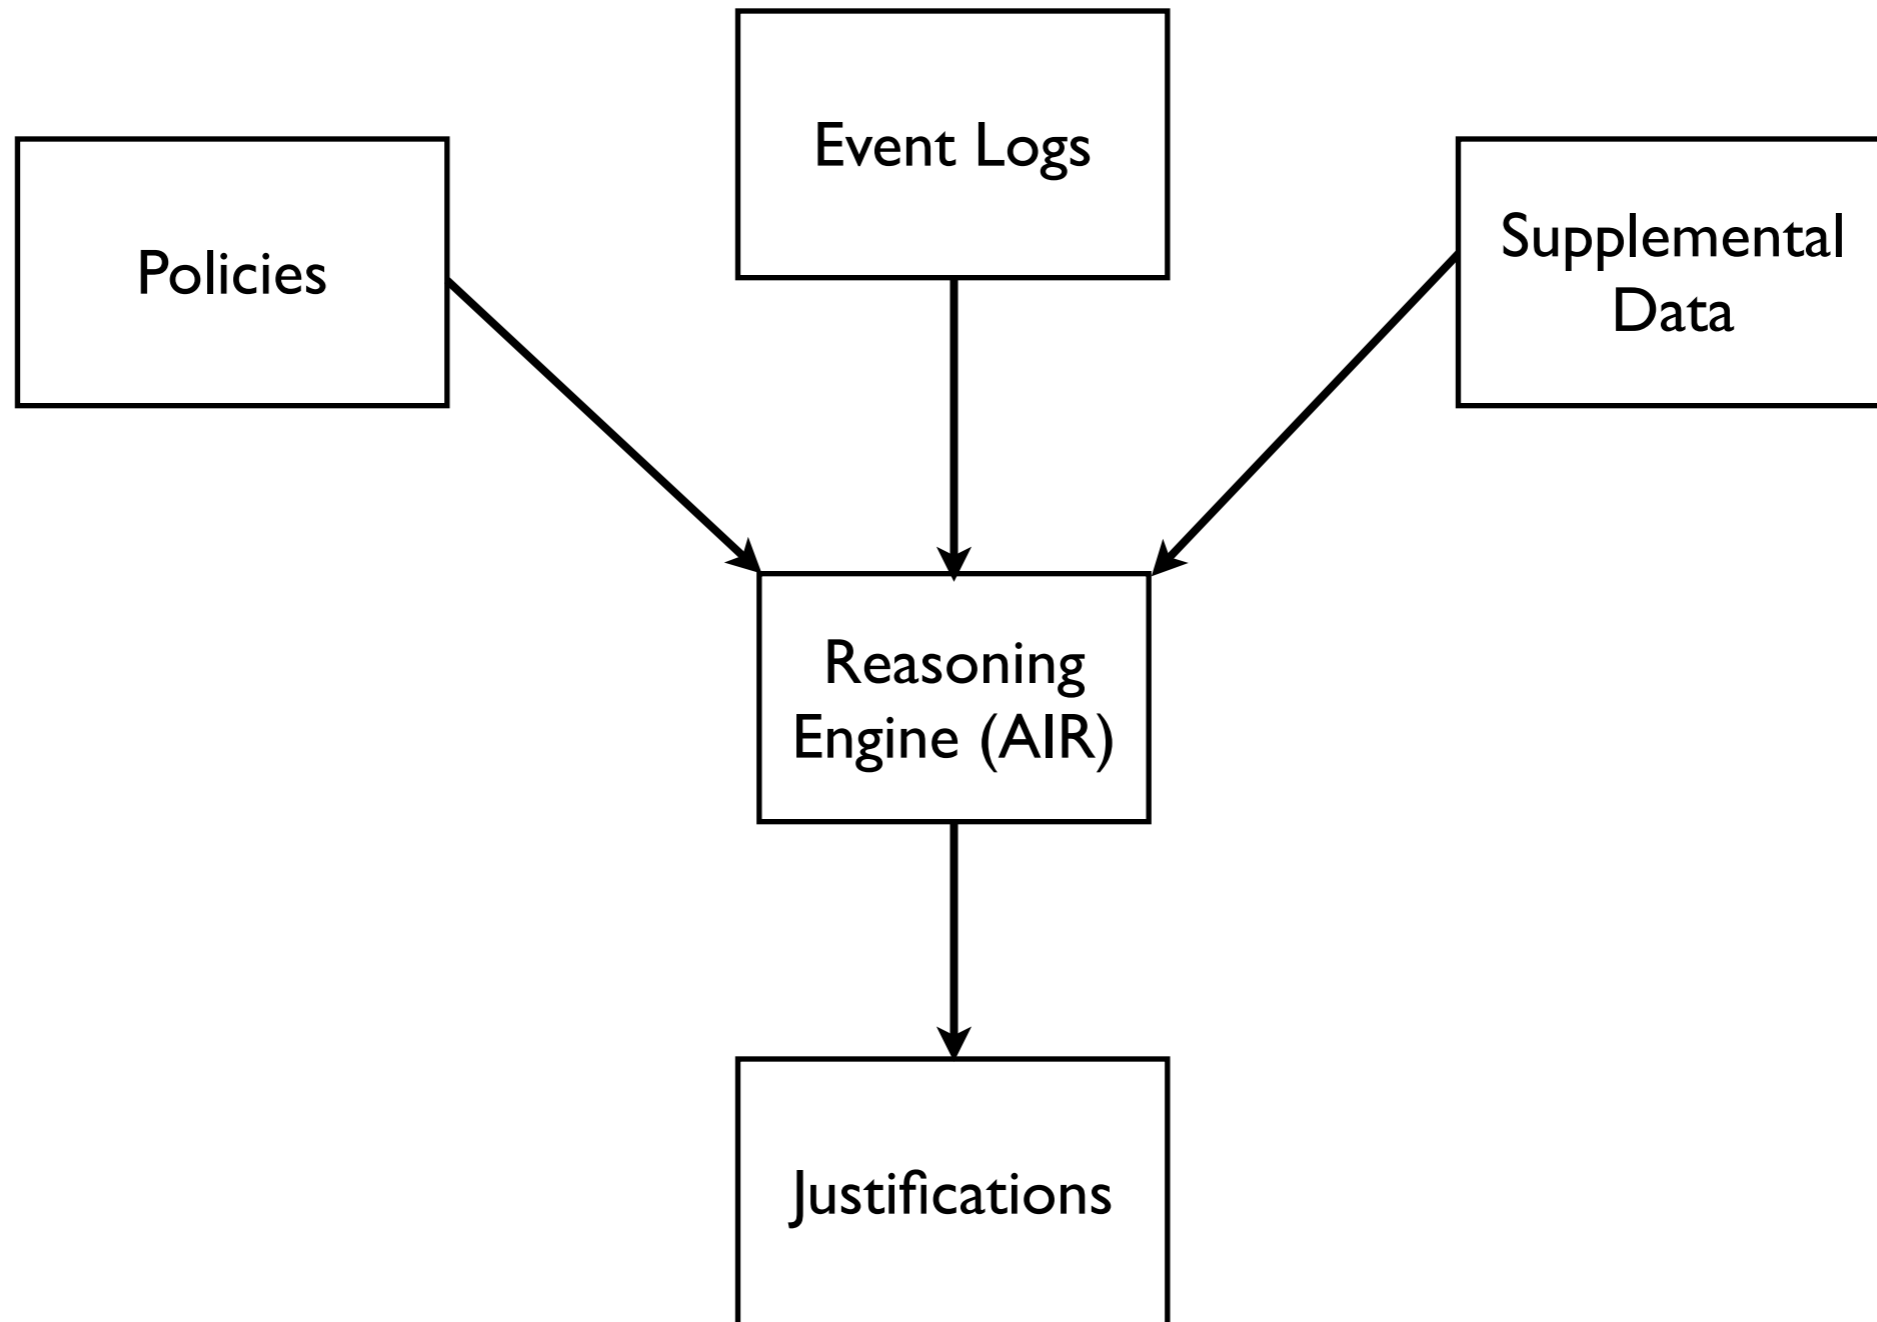 Event Logs
Policies
Supplemental
Data
Reasoning
Engine (AIR)
Justifications